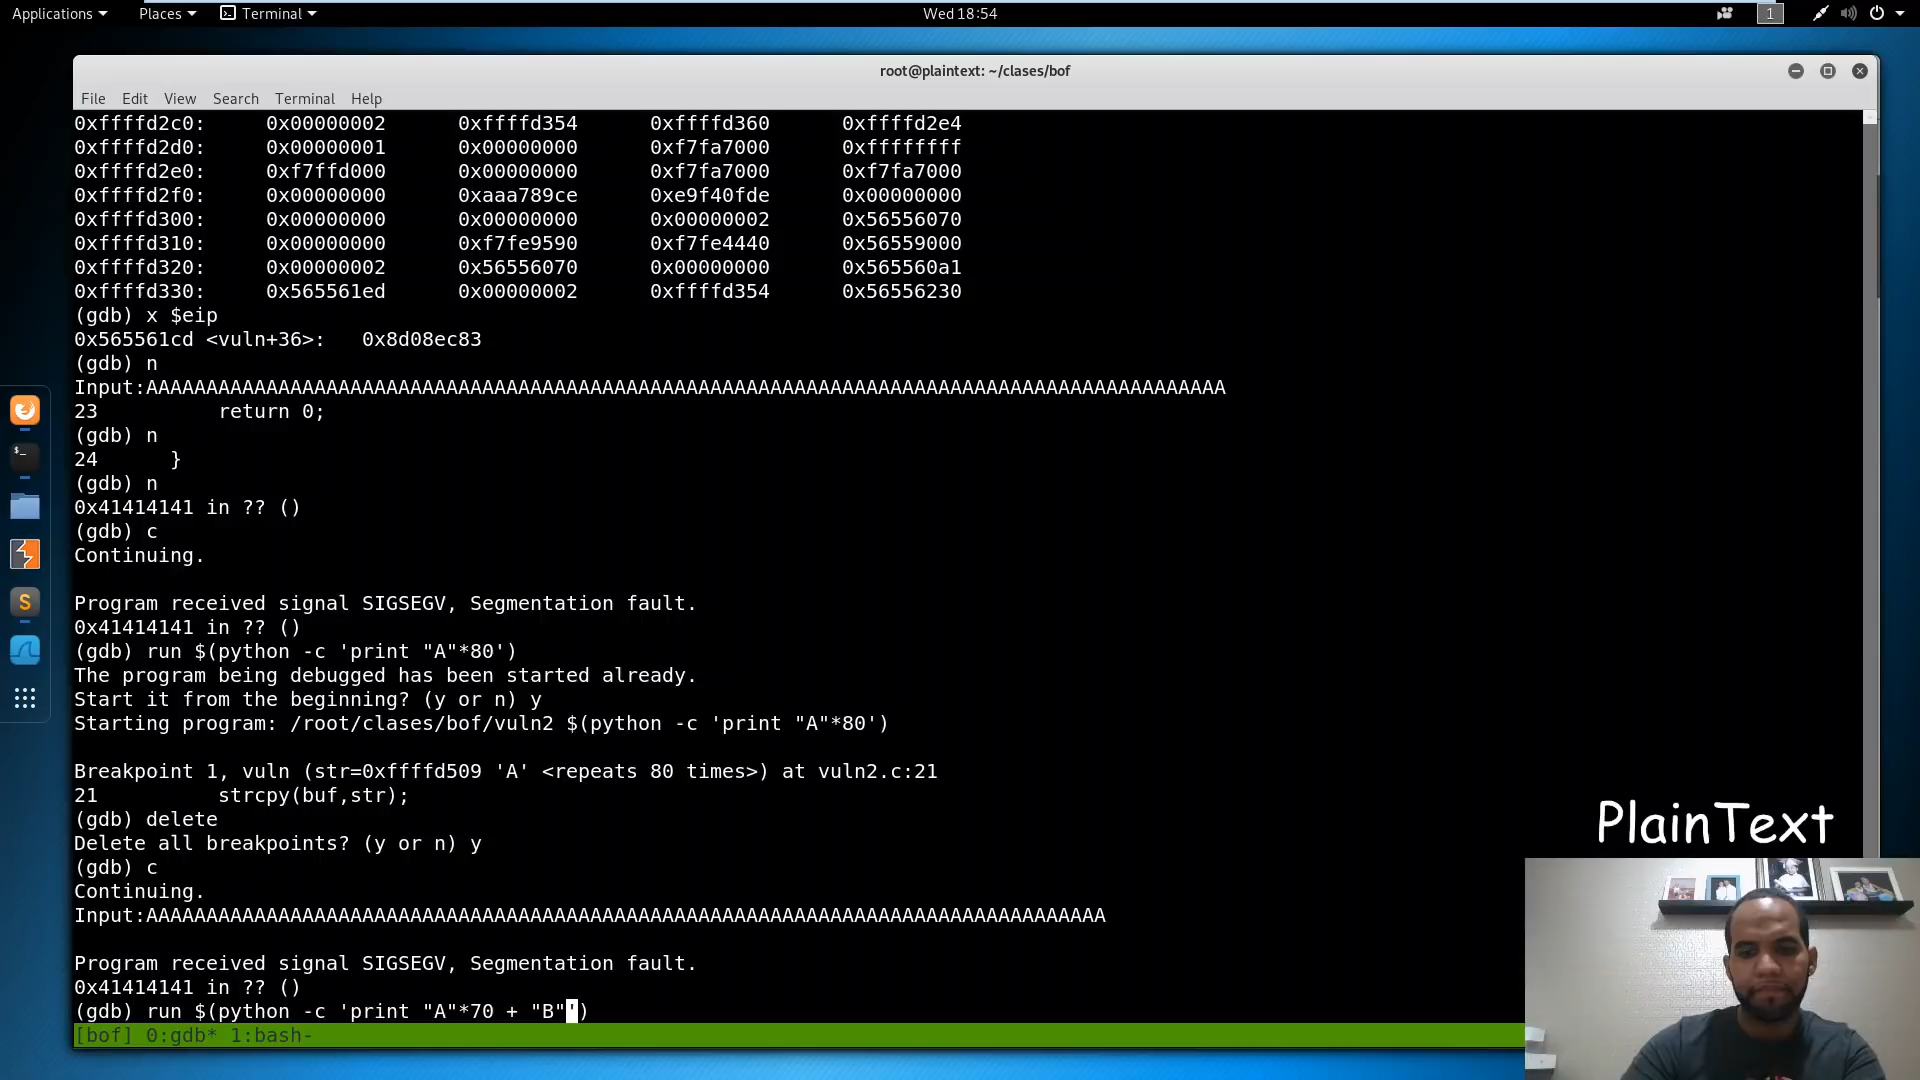 Applications Places Terminal Wed 18:54 1
root@plaintext: ~/clases/bof
File Edit View Search Terminal Help
0xffffd2c0: 0x00000002 0xffffd354 0xffffd360 0xffffd2e4
0xffffd2d0: 0x00000001 0x00000000 0xf7fa7000 0xffffffff
0xffffd2e0: 0xf7ffd000 0x00000000 0xf7fa7000 0xf7fa7000
0xffffd2f0: 0x00000000 0xaaa789ce 0xe9f40fde 0x00000000
0xffffd300: 0x00000000 0x00000000 0x00000002 0x56556070
0xffffd310: 0x00000000 0xf7fe9590 0xf7fe4440 0x56559000
0xffffd320: 0x00000002 0x56556070 0x00000000 0x565560a1
0xffffd330: 0x565561ed 0x00000002 0xffffd354 0x56556230
(gdb) x $eip
0x565561cd <vuln+36>: 0x8d08ec83
(gdb) n
Input:AAAAAAAAAAAAAAAAAAAAAAAAAAAAAAAAAAAAAAAAAAAAAAAAAAAAAAAAAAAAAAAAAAAAAAAAAAAAAAAAAAAAAAAAAA
23 return 0;
(gdb) n
24 }
(gdb) n
0x41414141 in ?? ()
(gdb) c
Continuing.
Program received signal SIGSEGV, Segmentation fault.
0x41414141 in ?? ()
(gdb) run $(python -c 'print "A"*80')
The program being debugged has been started already.
Start it from the beginning? (y or n) y
Starting program: /root/clases/bof/vuln2 $(python -c 'print "A"*80')
Breakpoint 1, vuln (str=0xffffd509 'A' <repeats 80 times>) at vuln2.c:21
21 strcpy(buf,str);
(gdb) delete
Delete all breakpoints? (y or n) y
(gdb) c
Continuing.
Input:AAAAAAAAAAAAAAAAAAAAAAAAAAAAAAAAAAAAAAAAAAAAAAAAAAAAAAAAAAAAAAAAAAAAAAAAAAAAAAAA
Program received signal SIGSEGV, Segmentation fault.
0x41414141 in ?? ()
(gdb) run $(python -c 'print "A"*70 + "B"')
[bof] 0:gdb* 1:bash-
PlainText